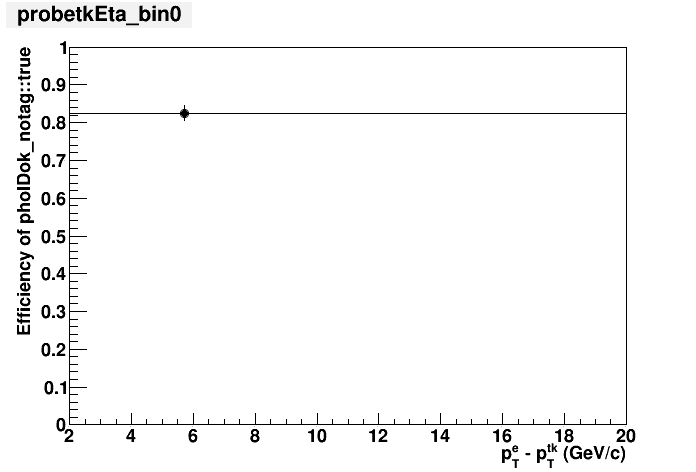 probetkEta_bin0
Efficiency of phoIDok_notag::true
1
0.9
0.8
0.7
0.6
0.5
0.4
0.3
0.2
0.1
0
2 4 6 8 10 12 14 16 18 20
p_T^e - p_T^tk (GeV/c)